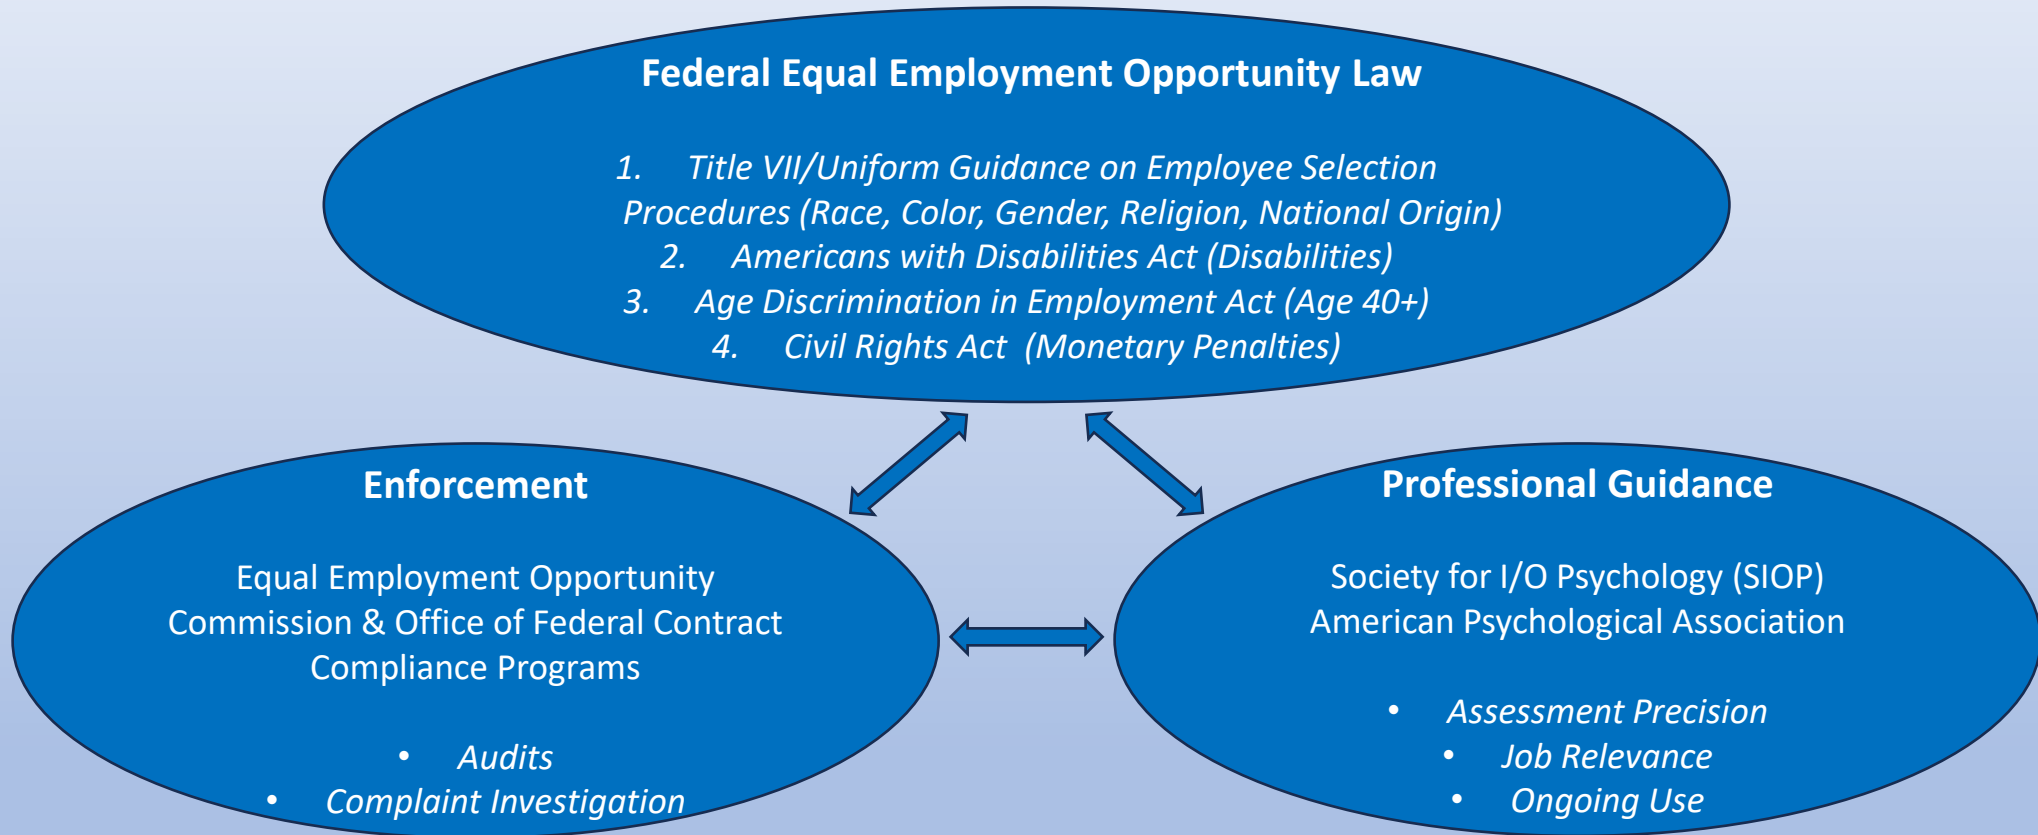 Federal Equal Employment Opportunity Law
1. Title VII/Uniform Guidance on Employee Selection
Procedures (Race, Color, Gender, Religion, National Origin)
2. Americans with Disabilities Act (Disabilities)
3. Age Discrimination in Employment Act (Age 40+)
4. Civil Rights Act (Monetary Penalties)
Enforcement
Equal Employment Opportunity
Commission & Office of Federal Contract
Compliance Programs
• Audits
• Complaint Investigation
Professional Guidance
Society for I/O Psychology (SIOP)
American Psychological Association
• Assessment Precision
• Job Relevance
• Ongoing Use